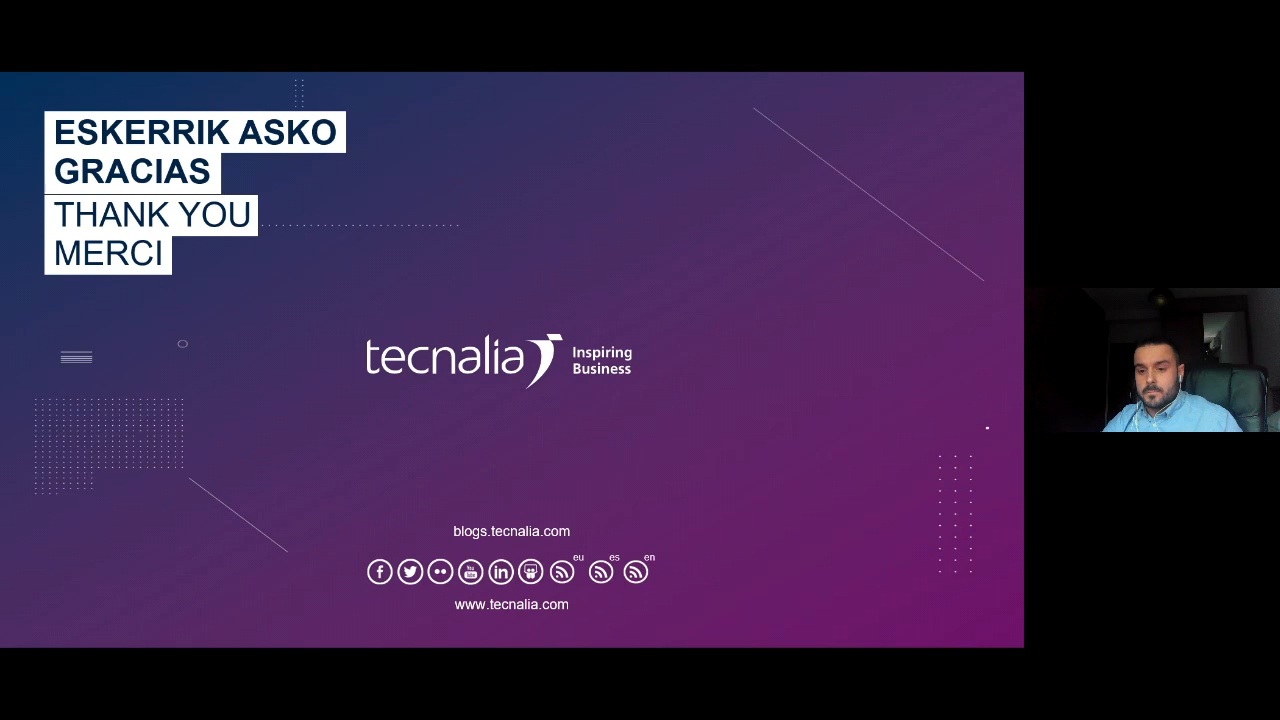 ESKERRIK ASKO
GRACIAS
THANK YOU
MERCI
tecnalia Inspiring
Business
blogs.tecnalia.com
eu es en
www.tecnalia.com